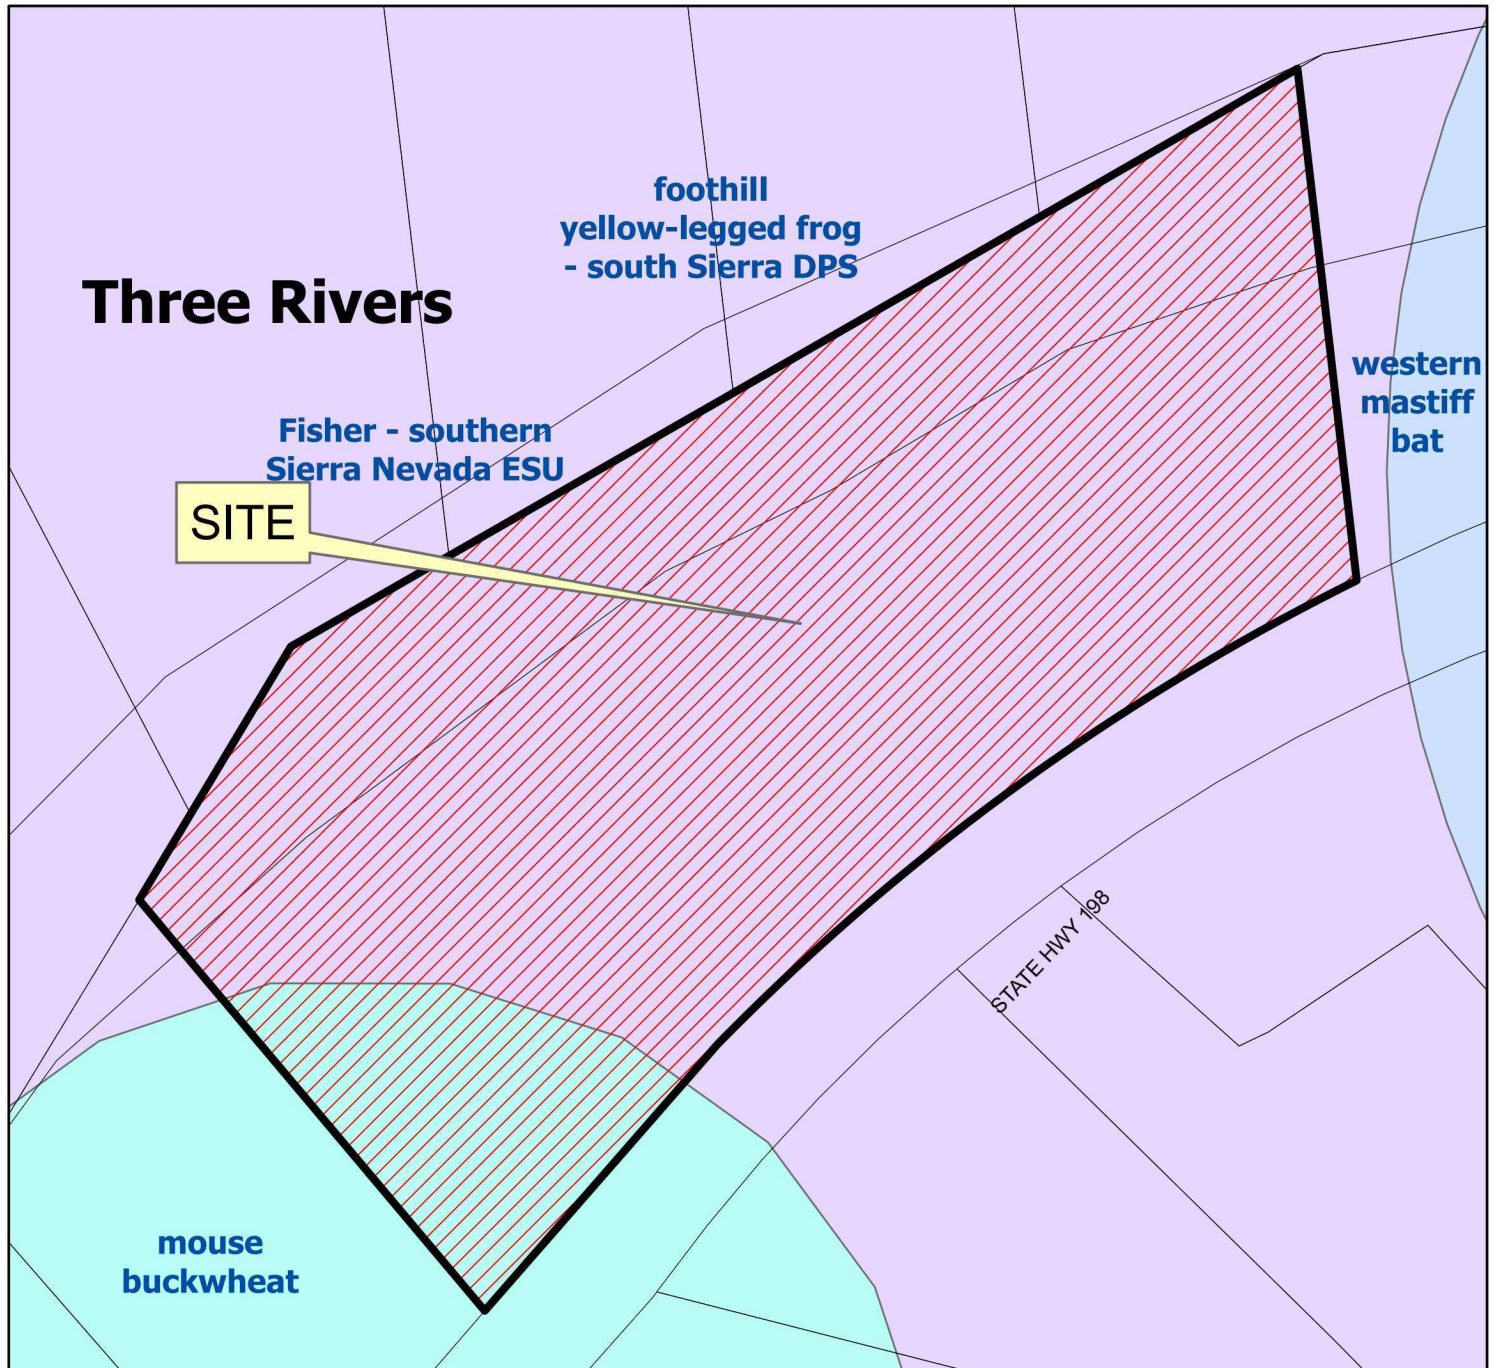 foothill
yellow-legged frog
- south Sierra DPS
Three Rivers
western
mastiff
bat
Fisher - southern
Sierra Nevada ESU
SITE
STATE HWY 198
mouse
buckwheat